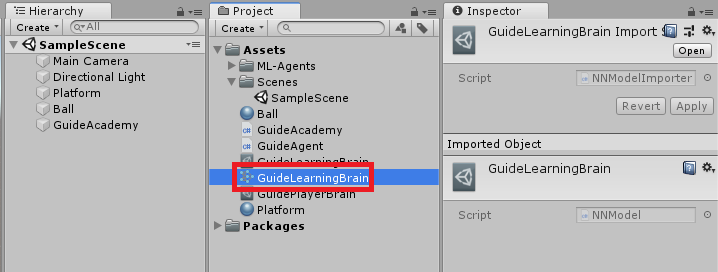 Hierarchy
Create
All
SampleScene
Main Camera
Directional Light
Platform
Ball
GuideAcademy
Project
Create
Assets
ML-Agents
Scenes
SampleScene
Ball
GuideAcademy
GuideAgent
GuideLearningBrain
GuideLearningBrain
GuidePlayerBrain
Platform
Packages
Inspector
GuideLearningBrain Import S
Open
Script NNModelImporter
Revert Apply
Imported Object
GuideLearningBrain
Script NNModel